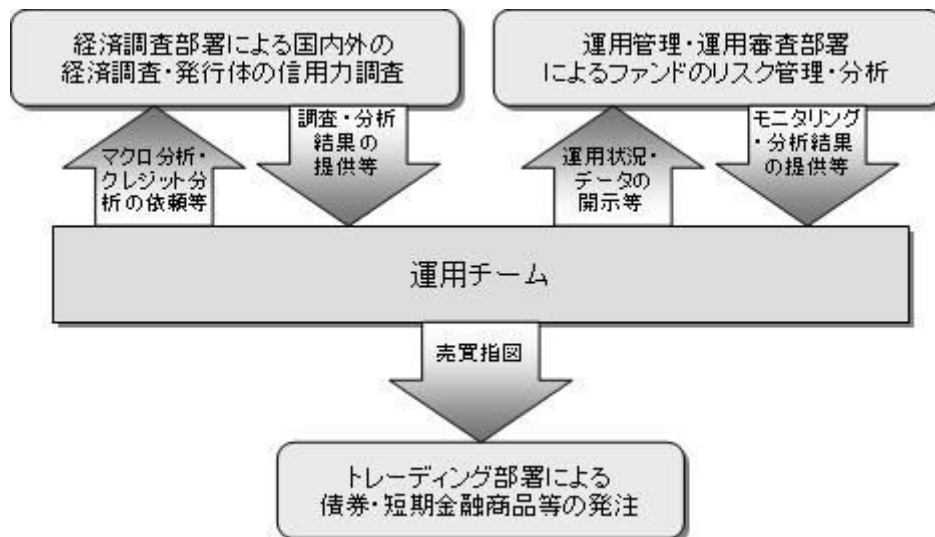 経済調査部署による国内外の
経済調査・発行体の信用力調査
運用管理・運用審査部署
によるファンドのリスク管理・分析
マクロ分析・
クレジット分
析の依頼等
調査・分析
結果の
提供等
運用状況・
データの
開示等
モニタリング
・分析結果
の提供等
運用チーム
売買指図
トレーディング部署による
債券・短期金融商品等の発注